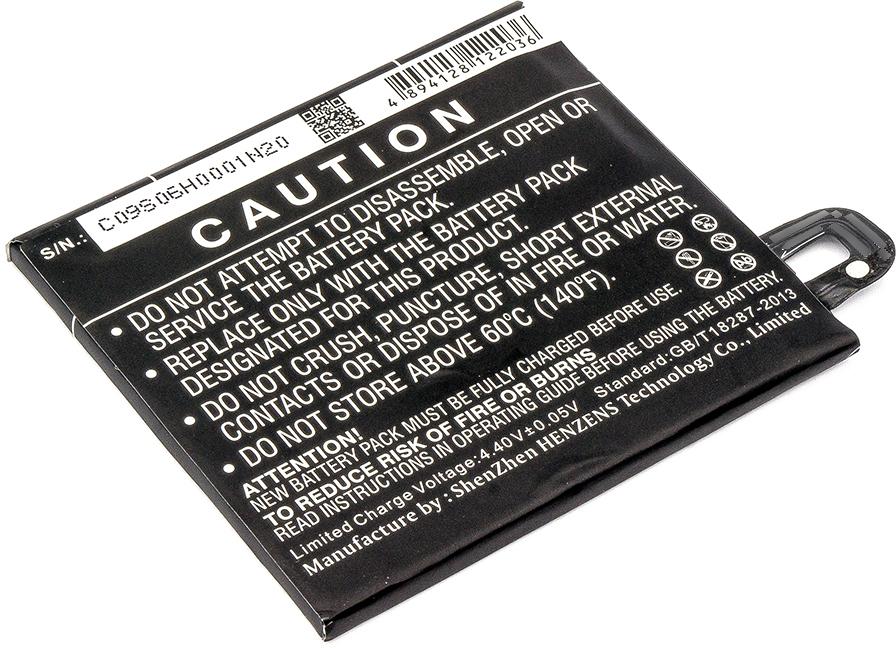 4 894128 122036
S/N.: C09S06H0001N20
CAUTION
• DO NOT ATTEMPT TO DISASSEMBLE, OPEN OR
SERVICE THE BATTERY PACK.
• REPLACE ONLY WITH THE BATTERY PACK
DESIGNATED FOR THIS PRODUCT.
• DO NOT CRUSH, PUNCTURE, SHORT EXTERNAL
CONTACTS OR DISPOSE OF IN FIRE OR WATER.
• DO NOT STORE ABOVE 60°C (140°F).
ATTENTION!
NEW BATTERY PACK MUST BE FULLY CHARGED BEFORE USE.
TO REDUCE RISK OF FIRE OR BURNS
READ INSTRUCTIONS IN OPERATING GUIDE BEFORE USING THE BATTERY.
Limited Charge Voltage:4.40V±0.05V Standard:GB/T18287-2013
Manufacture by : ShenZhen HENZENS Technology Co., Limited